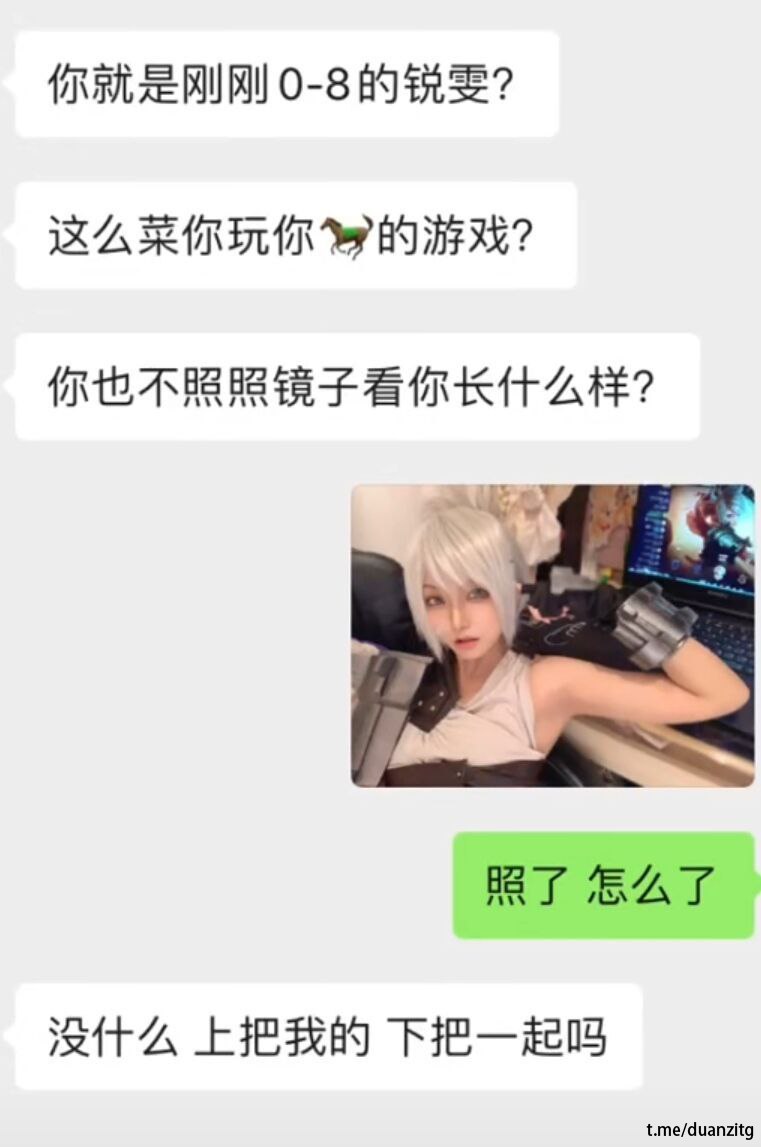 你就是刚刚0-8的锐雯？
这么菜你玩你🐎的游戏？
你也不照照镜子看你长什么样？
照了 怎么了
没什么 上把我的 下把一起吗
t.me/duanzitg